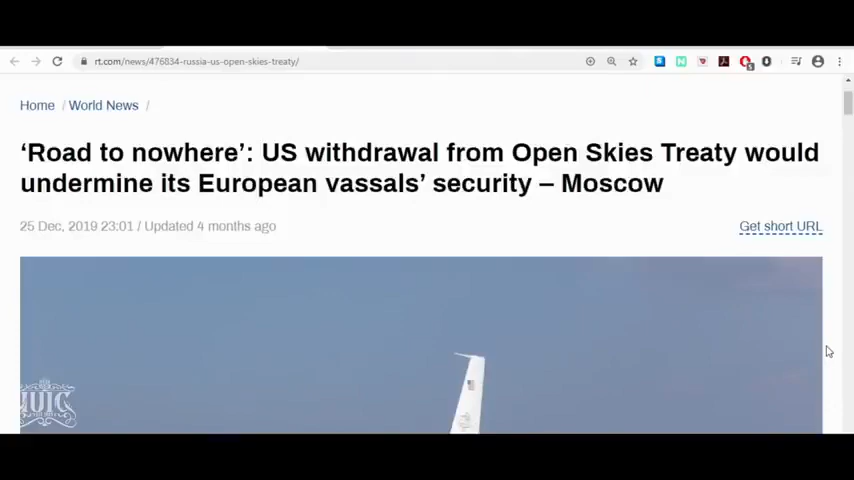 rt.com/news/476834-russia-us-open-skies-treaty/
Home / World News /
‘Road to nowhere’: US withdrawal from Open Skies Treaty would
undermine its European vassals’ security – Moscow
25 Dec, 2019 23:01 / Updated 4 months ago
Get short URL
IUIC